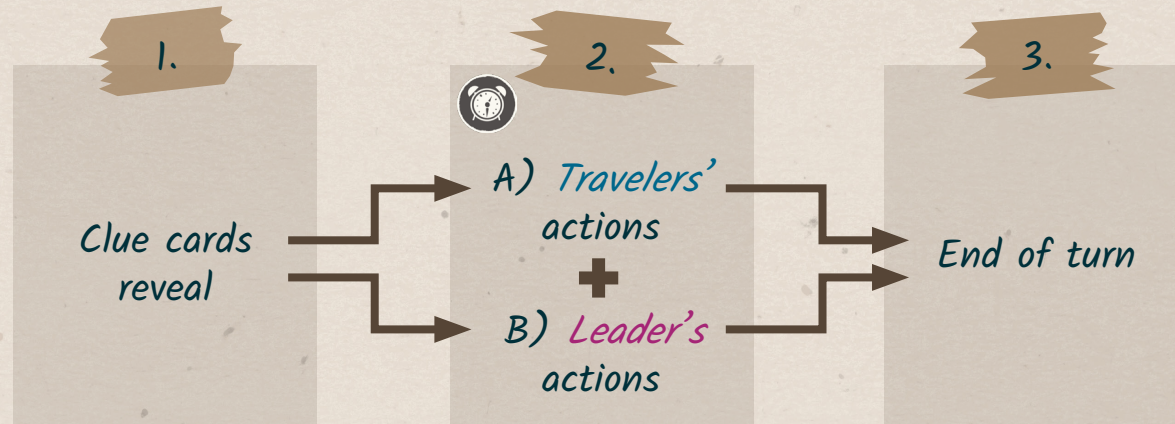 1.
Clue cards
reveal
2.
A) Travelers'
actions
B) Leader's
actions
3.
End of turn